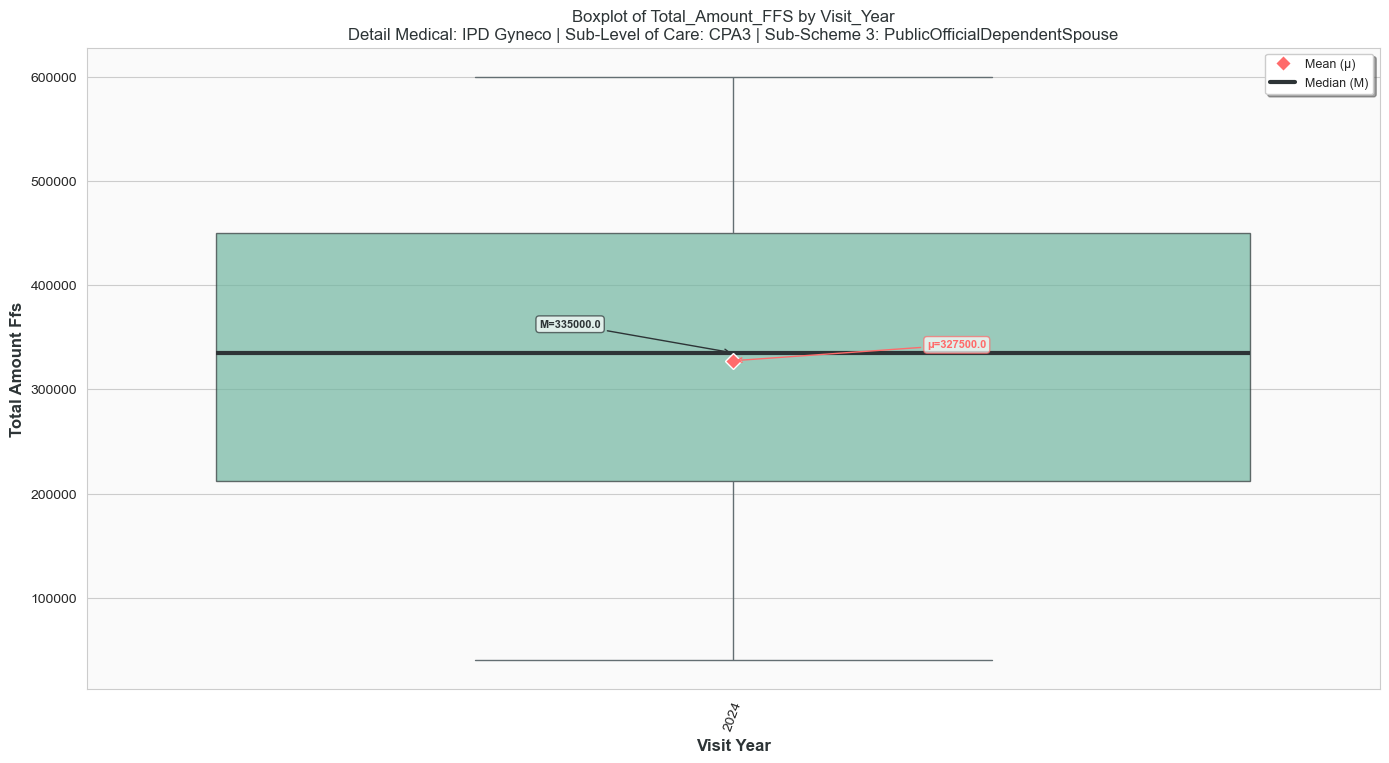 Boxplot of Total_Amount_FFS by Visit_Year
Detail Medical: IPD Gyneco | Sub-Level of Care: CPA3 | Sub-Scheme 3: PublicOfficialDependentSpouse
Mean (μ)
Median (M)
600000
500000
400000
300000
200000
100000
Total Amount Ffs
M=335000.0
μ=327500.0
2024
Visit Year